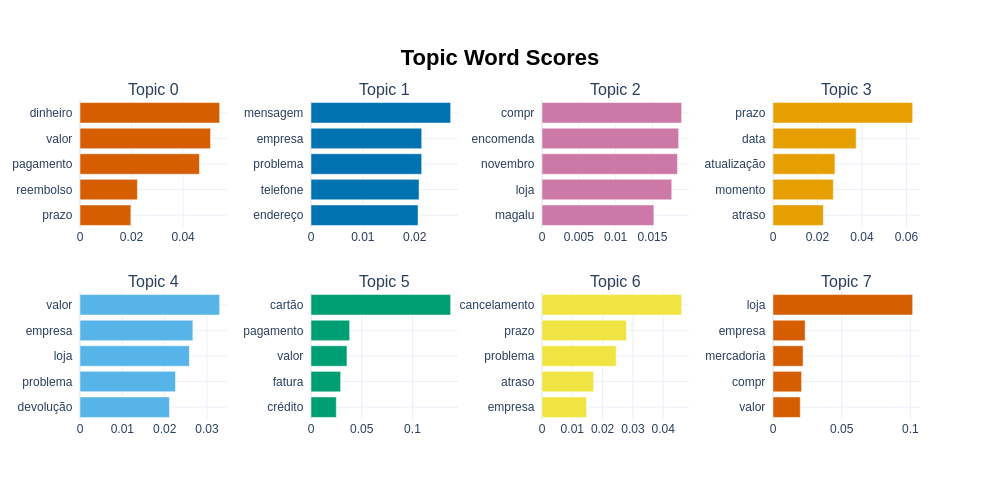 Topic Word Scores
Topic 0
dinheiro
valor
pagamento
reembolso
prazo
0 0.02 0.04
Topic 1
mensagem
empresa
problema
telefone
endereço
0 0.01 0.02
Topic 2
compr
encomenda
novembro
loja
magalu
0 0.005 0.01 0.015
Topic 3
prazo
data
atualização
momento
atraso
0 0.02 0.04 0.06
Topic 4
valor
empresa
loja
problema
devolução
0 0.01 0.02 0.03
Topic 5
cartão
pagamento
valor
fatura
crédito
0 0.05 0.1
Topic 6
cancelamento
prazo
problema
atraso
empresa
0 0.01 0.02 0.03 0.04
Topic 7
loja
empresa
mercadoria
compr
valor
0 0.05 0.1